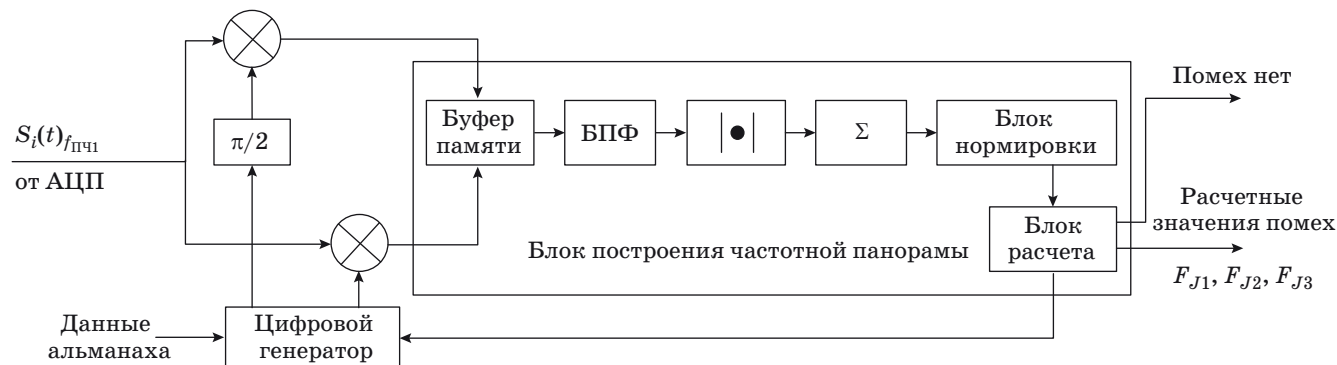 Помех нет
S_i(t)_{f_{ПЧ1}}
от АЦП
π/2
Буфер
памяти
БПФ
|●|
Σ
Блок
нормировки
Блок
расчета
Расчетные
значения помех
F_{J1}, F_{J2}, F_{J3}
Блок построения частотной панорамы
Данные
альманаха
Цифровой
генератор